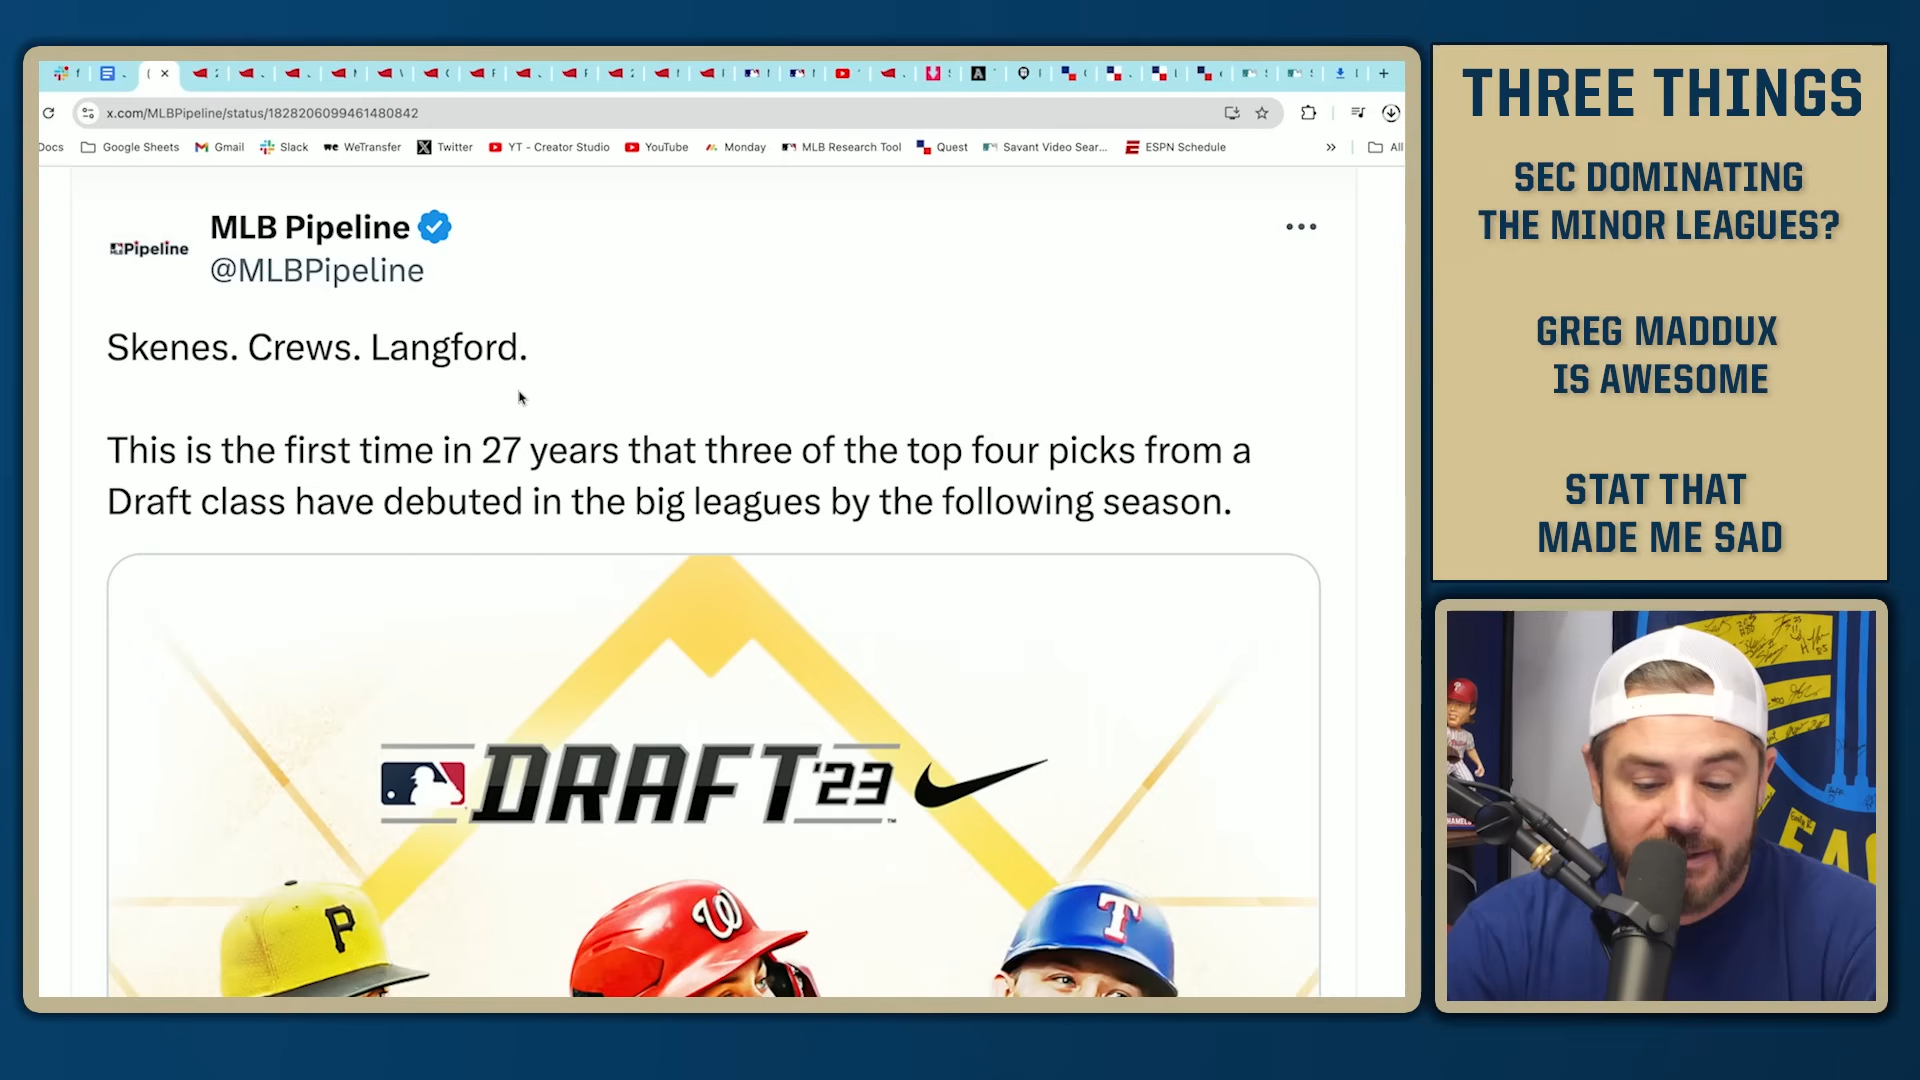 x.com/MLBPipeline/status/1828206099461480842
Docs Google Sheets Gmail Slack WeTransfer Twitter YT - Creator Studio YouTube Monday MLB Research Tool Quest Savant Video Sear... ESPN Schedule » All
Pipeline
MLB Pipeline
@MLBPipeline
Skenes. Crews. Langford.
This is the first time in 27 years that three of the top four picks from a
Draft class have debuted in the big leagues by the following season.
DRAFT '23
P
W
T
THREE THINGS
SEC DOMINATING
THE MINOR LEAGUES?
GREG MADDUX
IS AWESOME
STAT THAT
MADE ME SAD